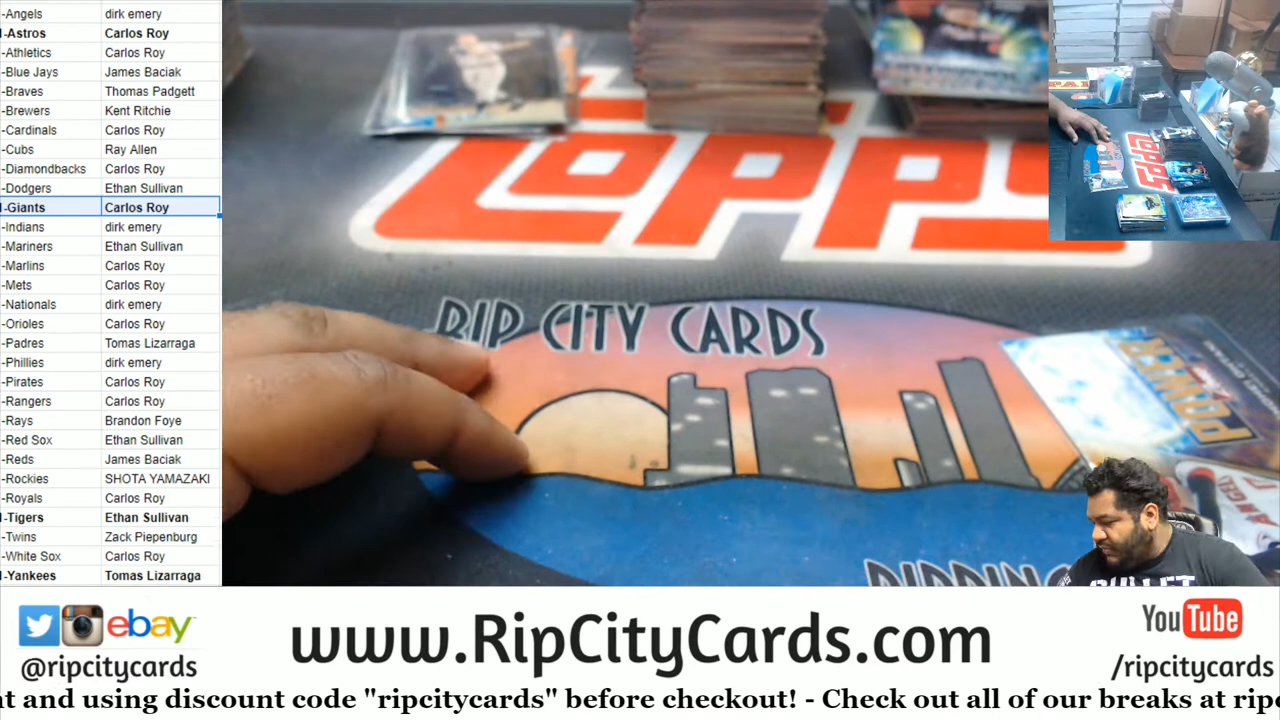 -Angels dirk emery
-Astros Carlos Roy
-Athletics Carlos Roy
-Blue Jays James Baciak
-Braves Thomas Padgett
-Brewers Kent Ritchie
-Cardinals Carlos Roy
-Cubs Ray Allen
-Diamondbacks Carlos Roy
-Dodgers Ethan Sullivan
-Giants Carlos Roy
-Indians dirk emery
-Mariners Ethan Sullivan
-Marlins Carlos Roy
-Mets Carlos Roy
-Nationals dirk emery
-Orioles Carlos Roy
-Padres Tomas Lizarraga
-Phillies dirk emery
-Pirates Carlos Roy
-Rangers Carlos Roy
-Rays Brandon Foye
-Red Sox Ethan Sullivan
-Reds James Baciak
-Rockies SHOTA YAMAZAKI
-Royals Carlos Roy
-Tigers Ethan Sullivan
-Twins Zack Piepenburg
-White Sox Carlos Roy
-Yankees Tomas Lizarraga
Topps
RIP CITY CARDS
POWER
Topps
BULLET
ebay
@ripcitycards
www.RipCityCards.com
YouTube
/ripcitycards
and using discount code "ripcitycards" before checkout! - Check out all of our breaks at